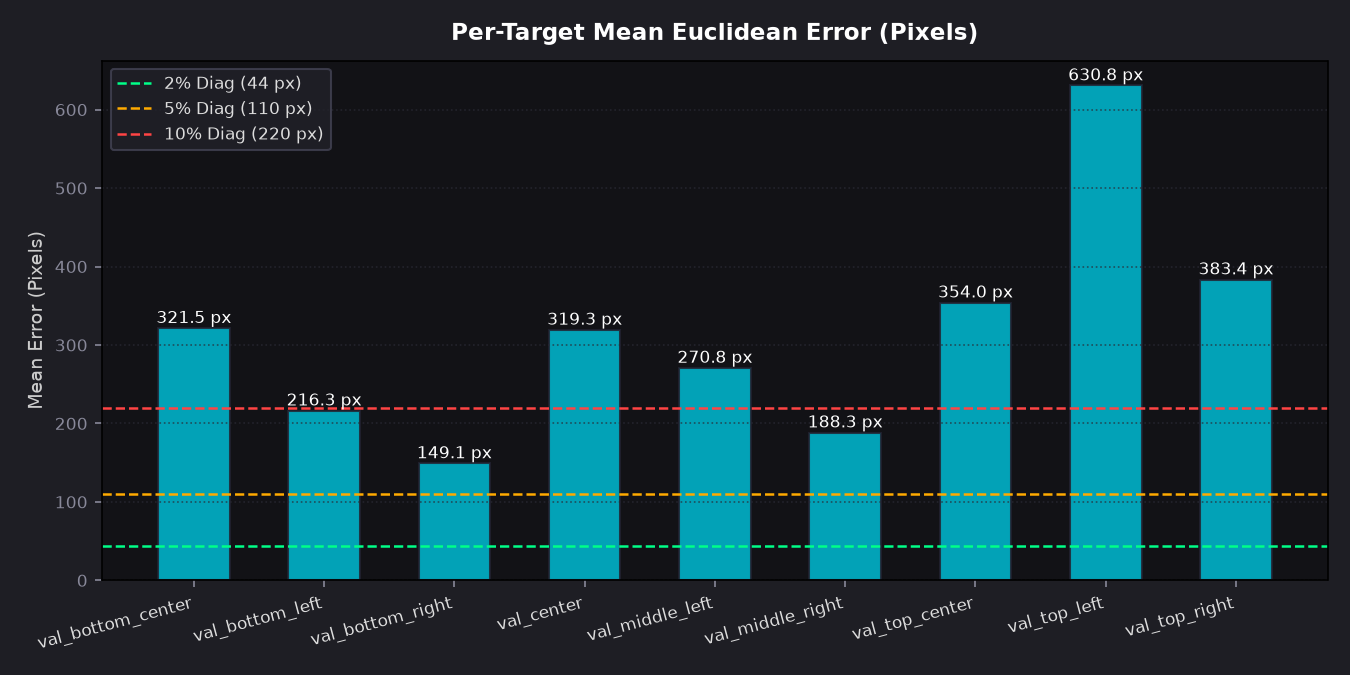 Per-Target Mean Euclidean Error (Pixels)
2% Diag (44 px)
5% Diag (110 px)
10% Diag (220 px)
Mean Error (Pixels)
600
500
400
300
200
100
0
321.5 px
216.3 px
149.1 px
319.3 px
270.8 px
188.3 px
354.0 px
630.8 px
383.4 px
val_bottom_center
val_bottom_left
val_bottom_right
val_center
val_middle_left
val_middle_right
val_top_center
val_top_left
val_top_right